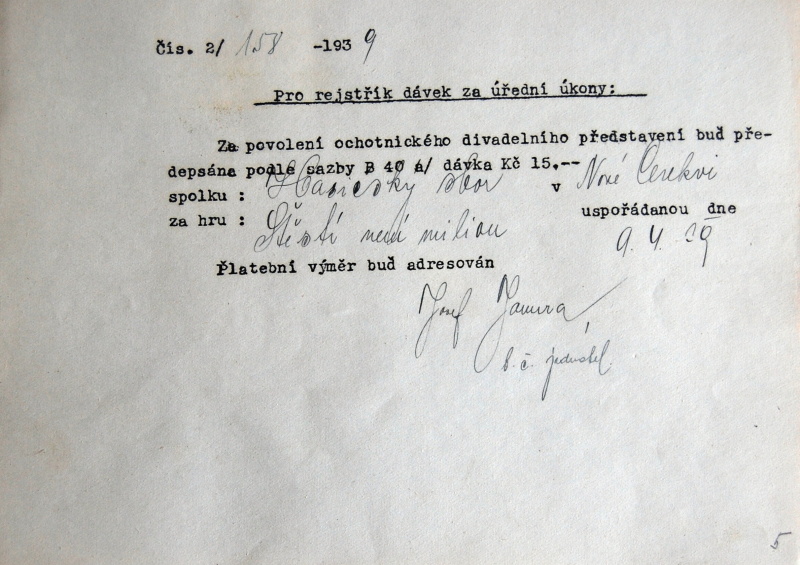 Čís. 2/ 158 -1939
Pro rejstřík dávek za úřední úkony:
Za povolení ochotnického divadelního představení buď pře-
depsána podle sazby B 40 a/ dávka Kč 15.--
spolku : Hasičský sbor v Nové Cerekvi
za hru : Štěstí není milion uspořádanou dne
9. 4. 39
Platební výměr buď adresován
Josef
b. č. jednatel.
5